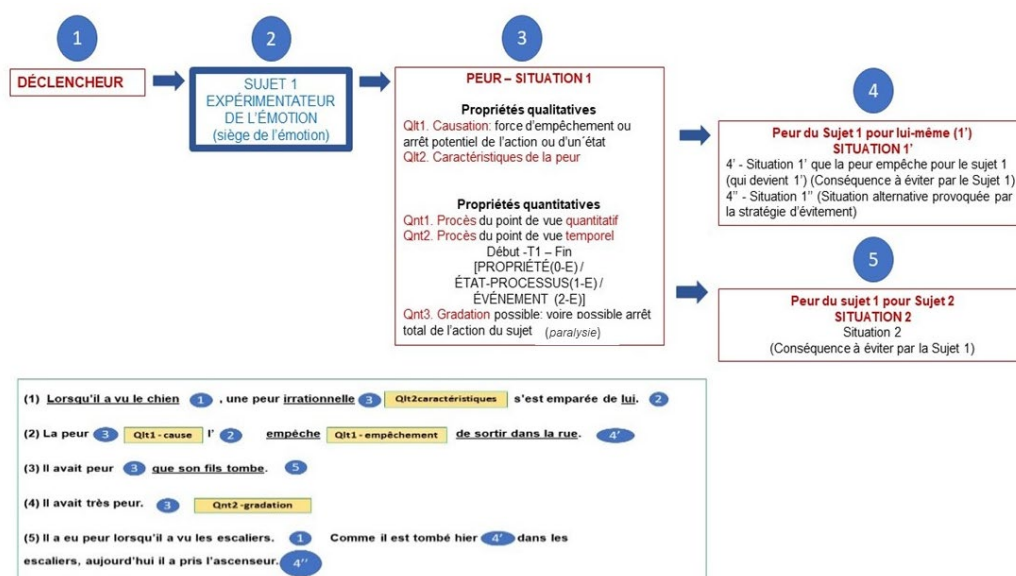 1
DÉCLENCHEUR
2
SUJET 1
EXPÉRIMENTATEUR
DE L'ÉMOTION
(siège de l'émotion)
3
PEUR – SITUATION 1
Propriétés qualitatives
Qlt1. Causation: force d'empêchement ou
arrêt potentiel de l'action ou d'un´état
Qlt2. Caractéristiques de la peur
Propriétés quantitatives
Qnt1. Procès du point de vue quantitatif
Qnt2. Procès du point de vue temporel
Début -T1 – Fin
[PROPRIÉTÉ(0-E) /
ÉTAT-PROCESSUS(1-E) /
ÉVÉNEMENT (2-E)]
Qnt3. Gradation possible: voire possible arrêt
total de l'action du sujet (paralysie)
4
Peur du Sujet 1 pour lui-même (1')
SITUATION 1'
4' - Situation 1' que la peur empêche pour le sujet 1
(qui devient 1') (Conséquence à éviter par le Sujet 1)
4'' - Situation 1'' (Situation alternative provoquée par
la stratégie d'évitement)
5
Peur du sujet 1 pour Sujet 2
SITUATION 2
Situation 2
(Conséquence à éviter par la Sujet 1)
(1) Lorsqu'il a vu le chien 1 , une peur irrationnelle 3 Qlt2caractéristiques s'est emparée de lui. 2
(2) La peur 3 Qlt1-cause l' 2 empêche Qlt1-empêchement de sortir dans la rue. 4'
(3) Il avait peur 3 que son fils tombe. 5
(4) Il avait très peur. 3 Qnt2-gradation
(5) Il a eu peur lorsqu'il a vu les escaliers. 1 Comme il est tombé hier 4' dans les
escaliers, aujourd'hui il a pris l'ascenseur. 4''